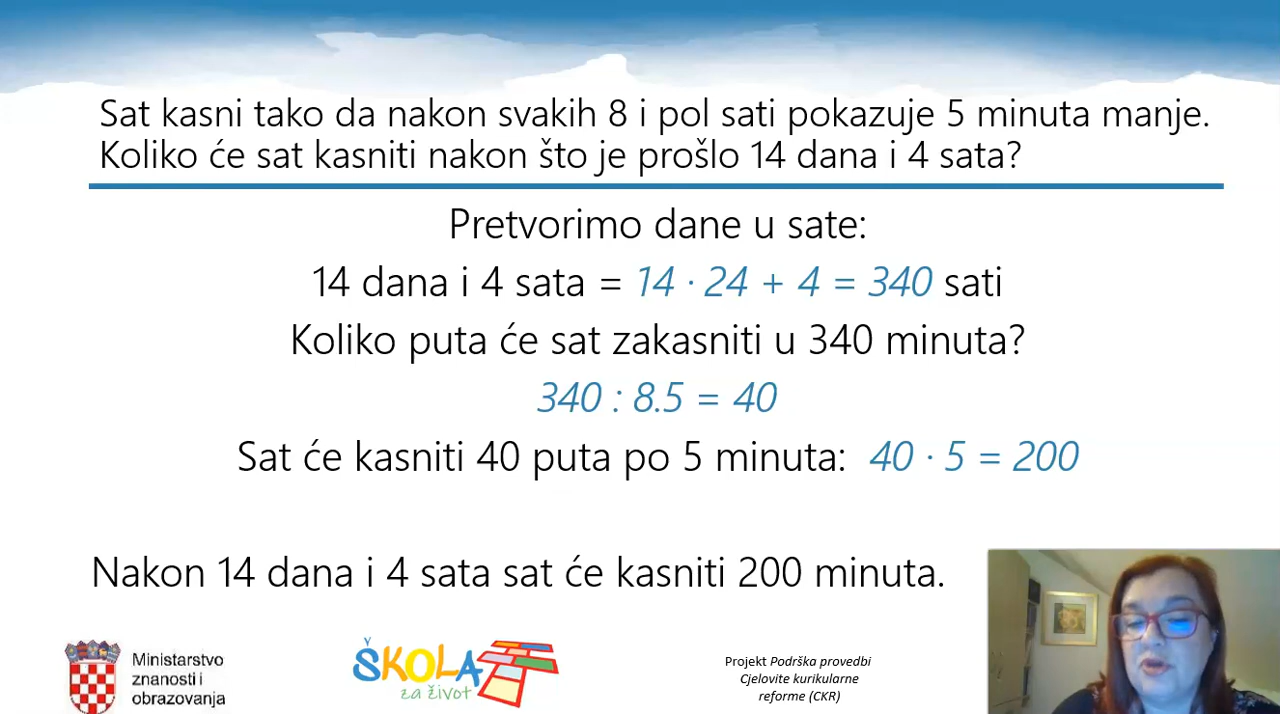 Sat kasni tako da nakon svakih 8 i pol sati pokazuje 5 minuta manje.
Koliko će sat kasniti nakon što je prošlo 14 dana i 4 sata?
Pretvorimo dane u sate:
14 dana i 4 sata = 14 · 24 + 4 = 340 sati
Koliko puta će sat zakasniti u 340 minuta?
340 : 8.5 = 40
Sat će kasniti 40 puta po 5 minuta: 40 · 5 = 200
Nakon 14 dana i 4 sata sat će kasniti 200 minuta.
Ministarstvo
znanosti i
obrazovanja
ŠKOLA
za život
Projekt Podrška provedbi
Cjelovite kurikularne
reforme (CKR)